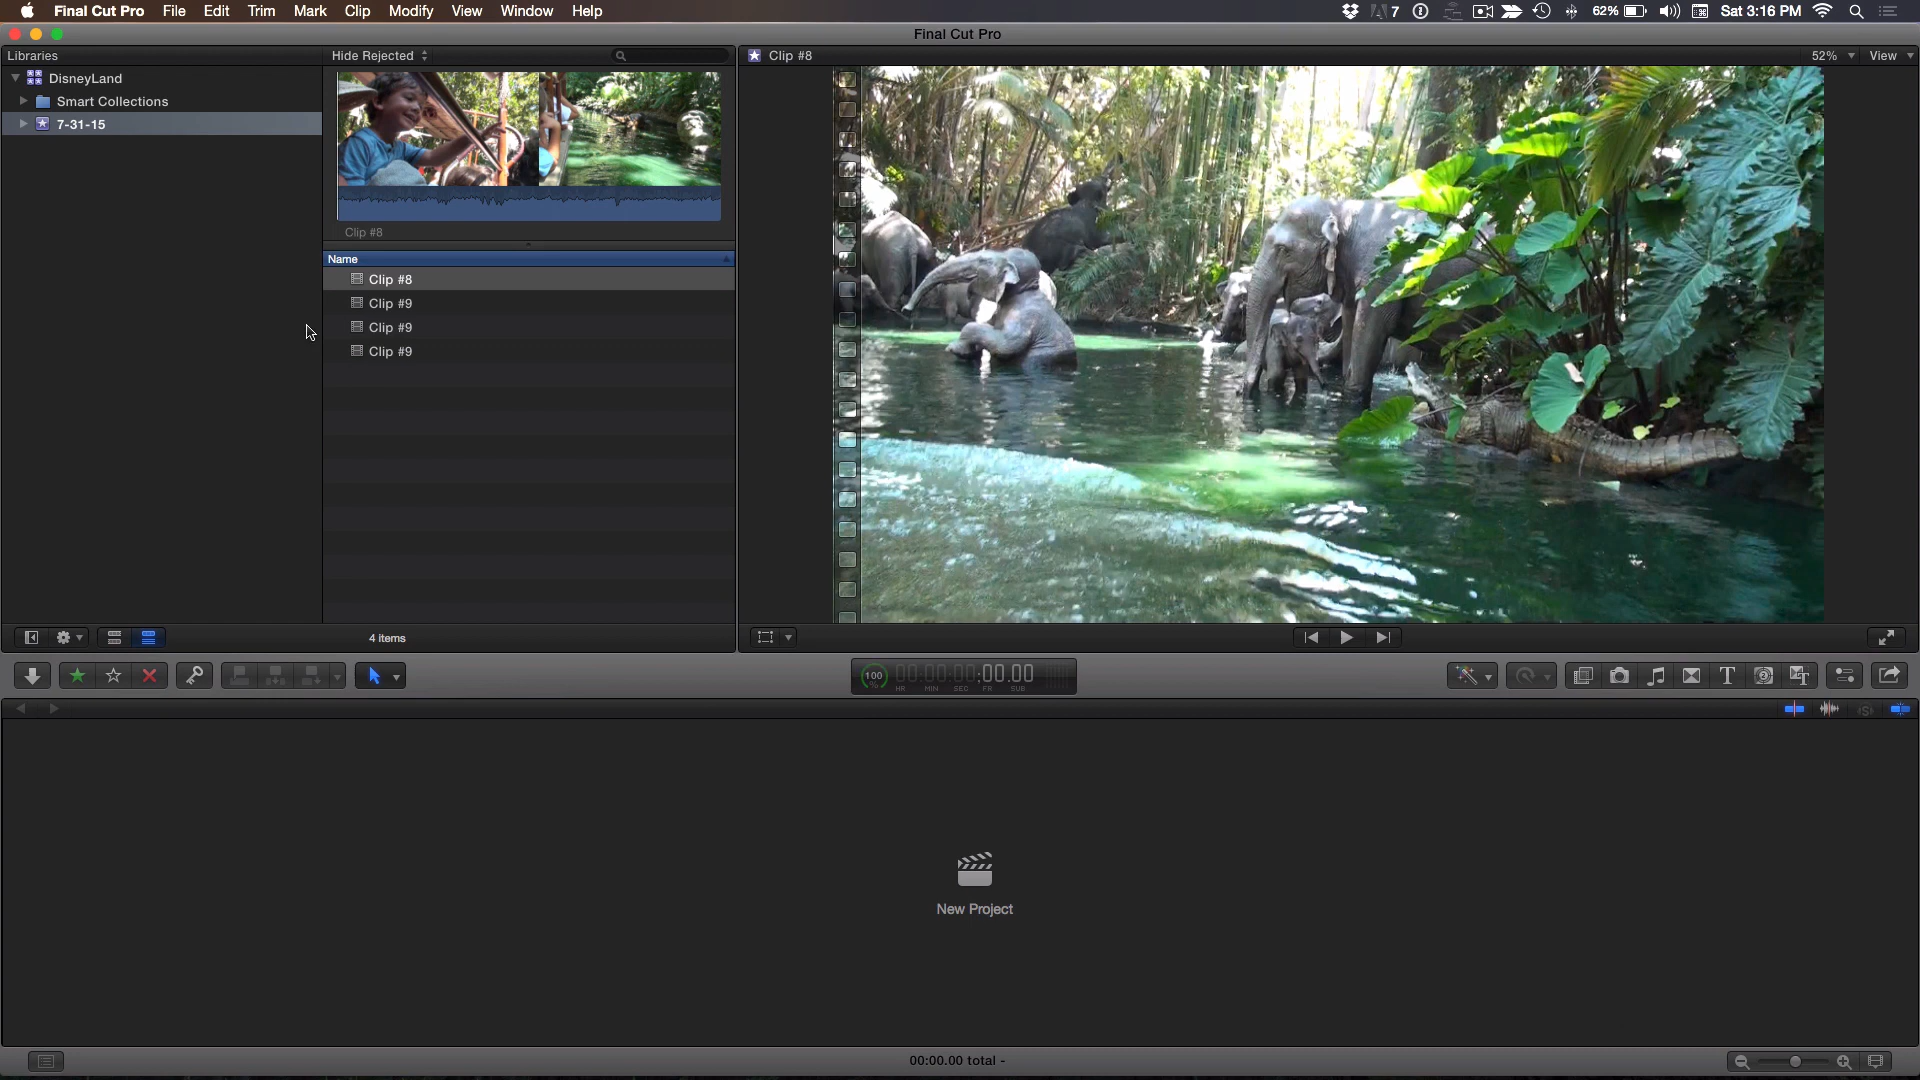 Final Cut Pro File Edit Trim Mark Clip Modify View Window Help 7 62% Sat 3:16 PM
Final Cut Pro
Libraries Hide Rejected Clip #8 52% View
DisneyLand
Smart Collections
7-31-15
Clip #8
Name
Clip #8
Clip #9
Clip #9
Clip #9
4 items
100 % 00:00:00;00.00
HR MIN SEC FR SUB
New Project
00:00.00 total -